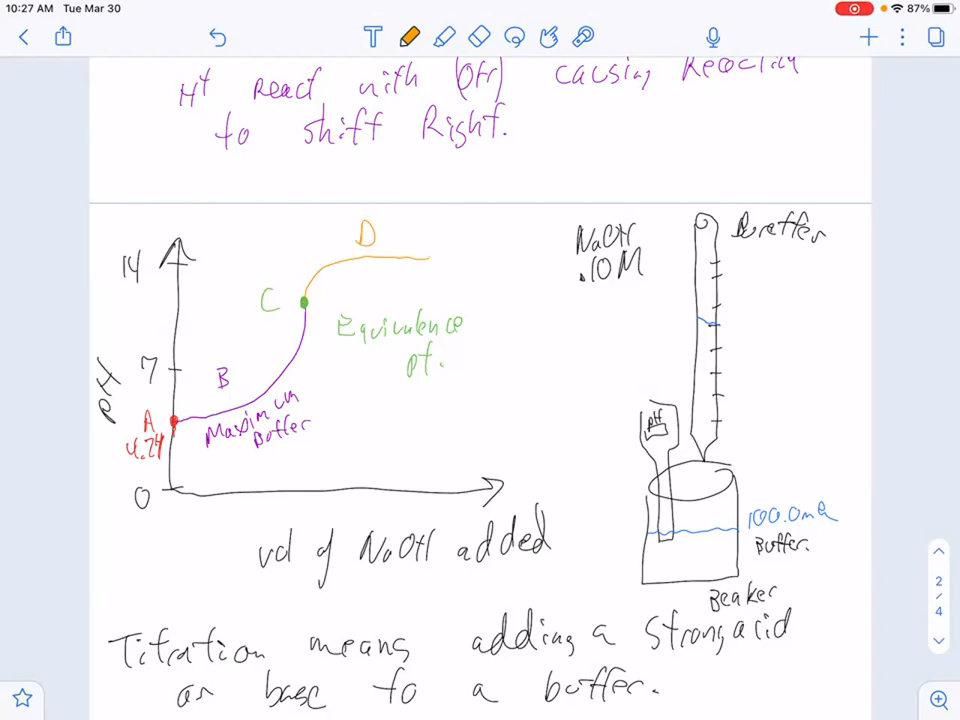 10:27 AM Tue Mar 30
87%
T
H+ React with (OH) causing Reaction
to shift Right.
14
7
0
pH
A
4.74
B
Maximum
Buffer
C
D
Equivalence
pt.
vol of NaOH added
NaOH
.10M
Buretter
pH
100.0mL
Buffer.
Beaker
Titration means adding a strong acid
or base to a buffer.
2
/
4